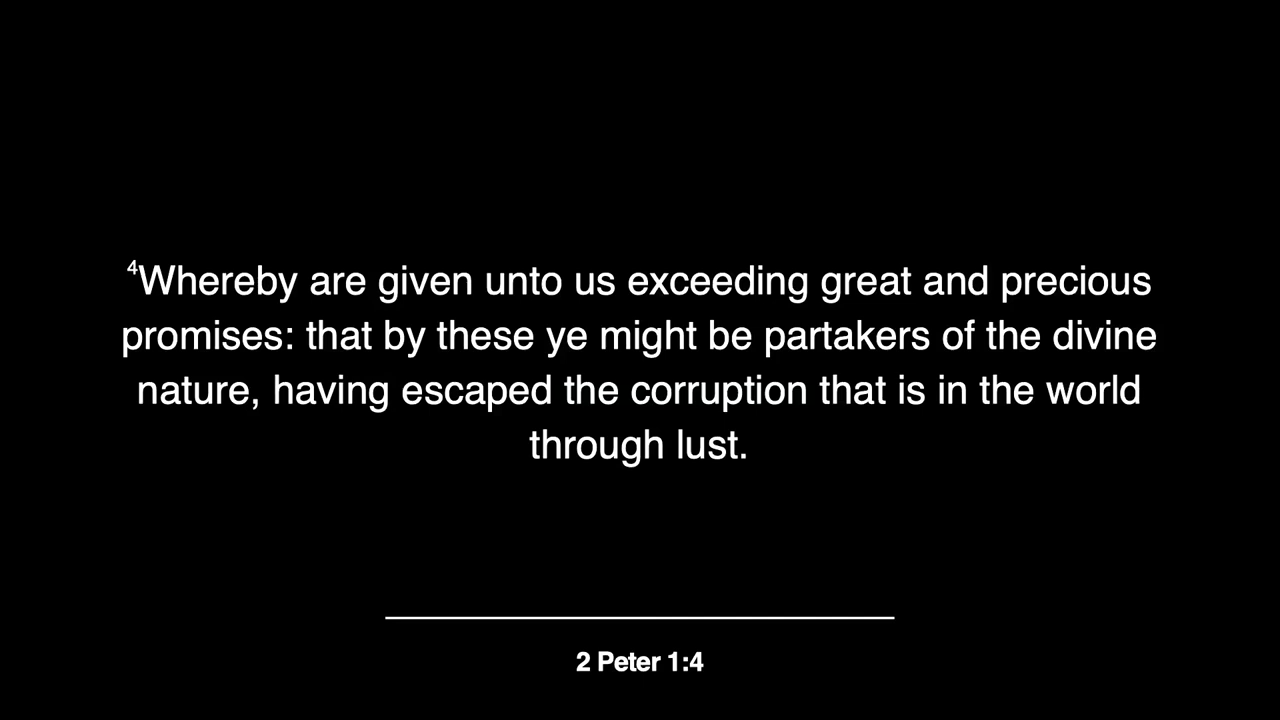 4Whereby are given unto us exceeding great and precious
promises: that by these ye might be partakers of the divine
nature, having escaped the corruption that is in the world
through lust.
2 Peter 1:4